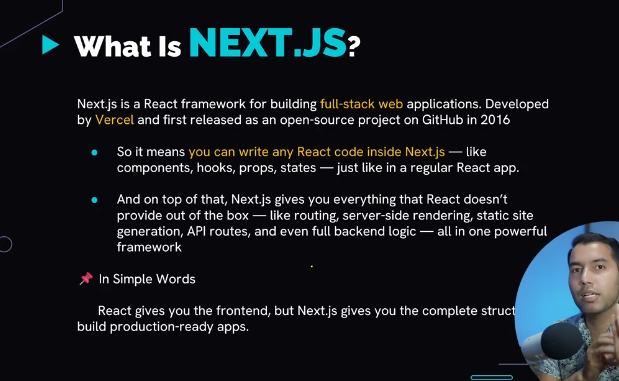 What Is NEXT.JS?
Next.js is a React framework for building full-stack web applications. Developed
by Vercel and first released as an open-source project on GitHub in 2016
So it means you can write any React code inside Next.js — like
components, hooks, props, states — just like in a regular React app.
And on top of that, Next.js gives you everything that React doesn't
provide out of the box — like routing, server-side rendering, static site
generation, API routes, and even full backend logic — all in one powerful
framework
In Simple Words
React gives you the frontend, but Next.js gives you the complete struct
build production-ready apps.